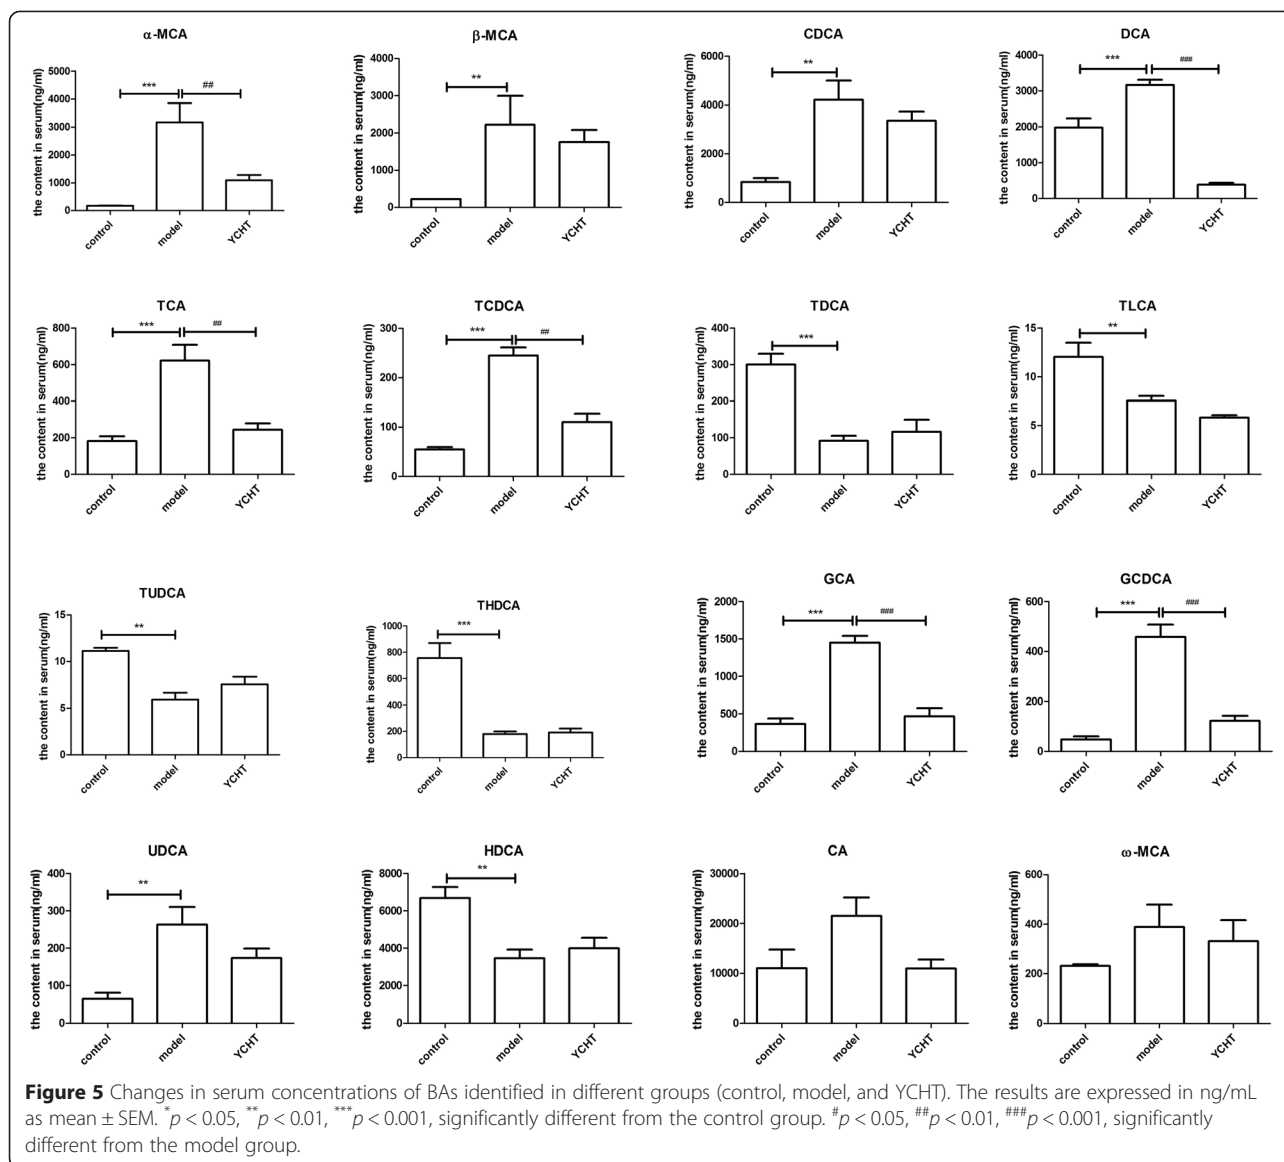 α-MCA
the content in serum(ng/ml)
5000
4000
3000
2000
1000
0
***
##
control
model
YCHT
β-MCA
the content in serum(ng/ml)
4000
3000
2000
1000
0
**
control
model
YCHT
CDCA
the content in serum(ng/ml)
6000
4000
2000
0
**
control
model
YCHT
DCA
the content in serum(ng/ml)
4000
3000
2000
1000
0
***
###
control
model
YCHT
TCA
the content in serum(ng/ml)
800
600
400
200
0
***
##
control
model
YCHT
TCDCA
the content in serum(ng/ml)
300
200
100
0
***
##
control
model
YCHT
TDCA
the content in serum(ng/ml)
400
300
200
100
0
***
control
model
YCHT
TLCA
the content in serum(ng/ml)
15
10
5
0
**
control
model
YCHT
TUDCA
the content in serum(ng/ml)
15
10
5
0
**
control
model
YCHT
THDCA
the content in serum(ng/ml)
1000
800
600
400
200
0
***
control
model
YCHT
GCA
the content in serum(ng/ml)
2000
1500
1000
500
0
***
###
control
model
YCHT
GCDCA
the content in serum(ng/ml)
600
400
200
0
***
###
control
model
YCHT
UDCA
the content in serum(ng/ml)
400
300
200
100
0
**
control
model
YCHT
HDCA
the content in serum(ng/ml)
8000
6000
4000
2000
0
**
control
model
YCHT
CA
the content in serum(ng/ml)
30000
20000
10000
0
control
model
YCHT
ω-MCA
the content in serum(ng/ml)
600
400
200
0
control
model
YCHT
Figure 5 Changes in serum concentrations of BAs identified in different groups (control, model, and YCHT). The results are expressed in ng/mL
as mean ± SEM. *p < 0.05, **p < 0.01, ***p < 0.001, significantly different from the control group. #p < 0.05, ##p < 0.01, ###p < 0.001, significantly
different from the model group.